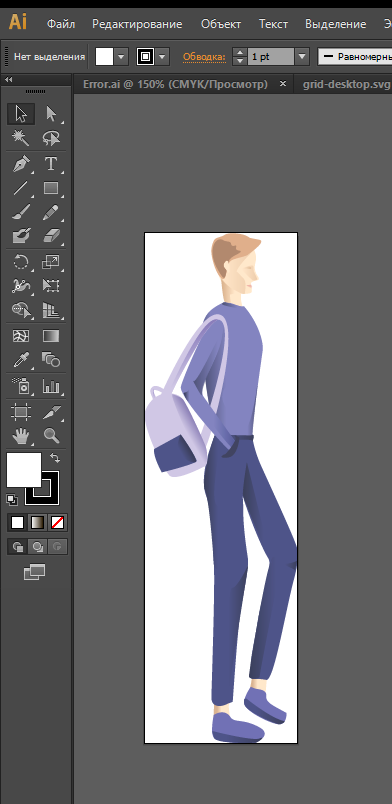 Ai Файл Редактирование Объект Текст Выделение Э
Нет выделения Обводка: 1 pt Равномерны
Error.ai @ 150% (CMYK/Просмотр) × grid-desktop.svg
T